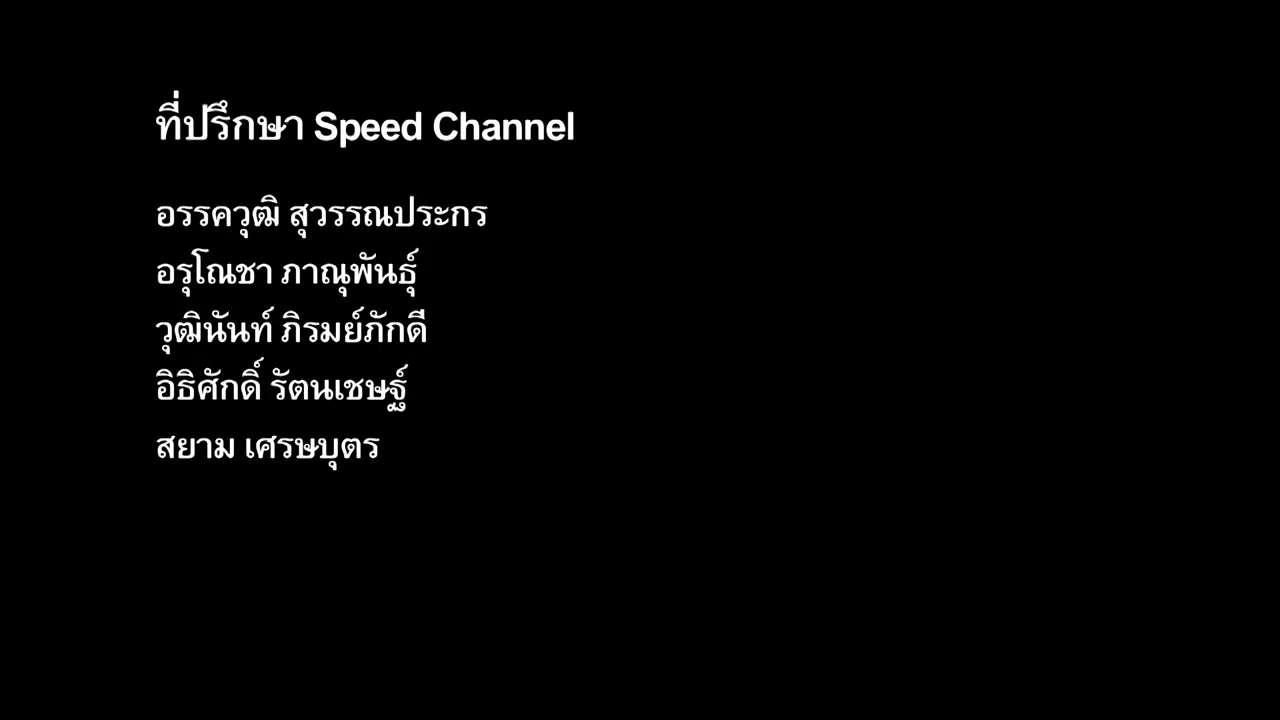 ที่ปรึกษา Speed Channel
อรรควุฒิ สุวรรณประกร
อรุโณชา ภาณุพันธุ์
วุฒินันท์ ภิรมย์ภักดี
อิธิศักดิ์ รัตนเชษฐ์
สยาม เศรษบุตร